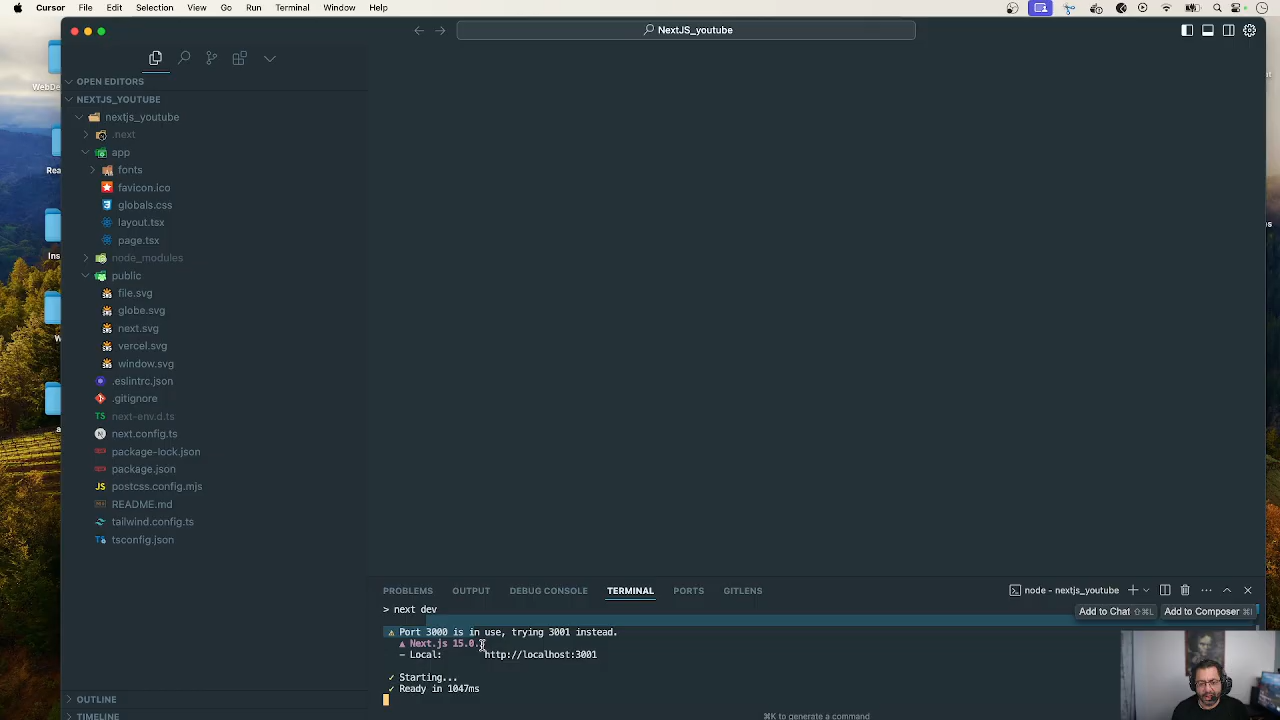 Cursor File Edit Selection View Go Run Terminal Window Help
NextJS_youtube
WebDe
OPEN EDITORS
NEXTJS_YOUTUBE
nextjs_youtube
.next
app
fonts
Rea
favicon.ico
globals.css
layout.tsx
page.tsx
Ins
node_modules
public
file.svg
globe.svg
next.svg
vercel.svg
window.svg
.eslintrc.json
.gitignore
next-env.d.ts
next.config.ts
package-lock.json
package.json
postcss.config.mjs
README.md
tailwind.config.ts
tsconfig.json
OUTLINE
TIMELINE
PROBLEMS OUTPUT DEBUG CONSOLE TERMINAL PORTS GITLENS
node - nextjs_youtube
> next dev
Add to Chat ⇧⌘L Add to Composer ⌘I
⚠ Port 3000 is in use, trying 3001 instead.
▲ Next.js 15.0.
- Local: http://localhost:3001
✓ Starting...
✓ Ready in 1047ms
⌘K to generate a command